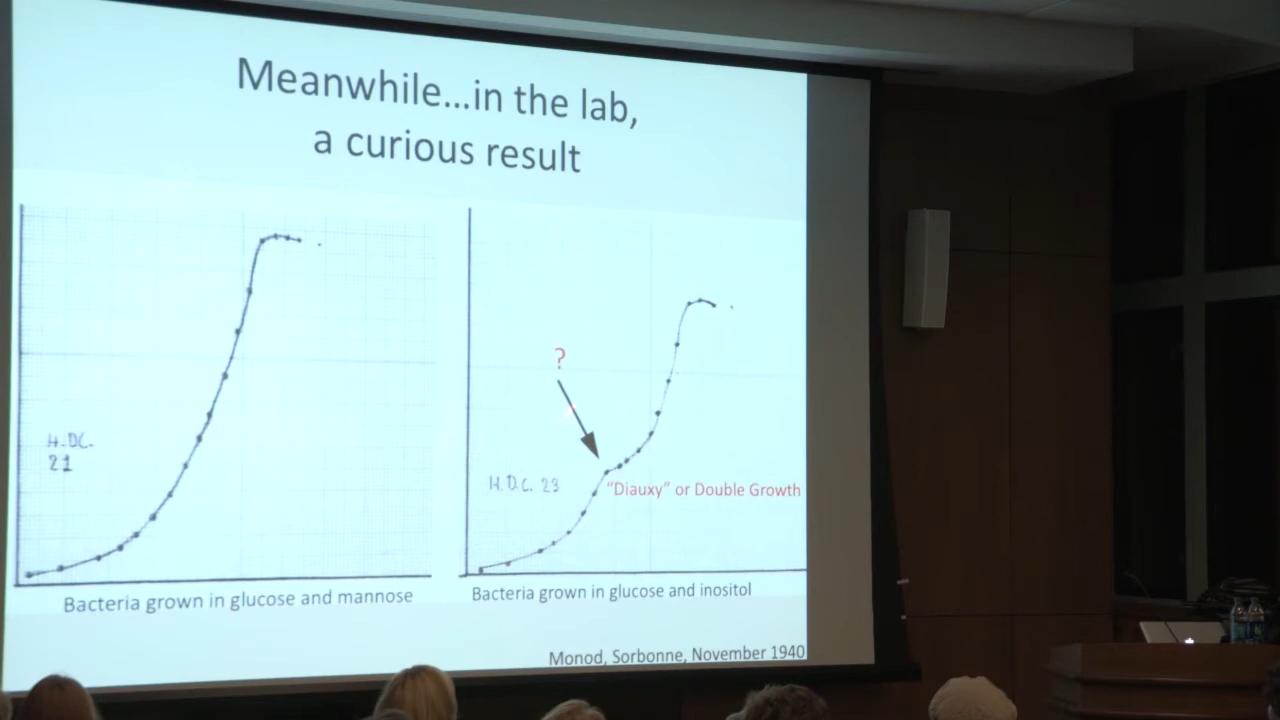 Meanwhile...in the lab,
a curious result
H.DC.
21
Bacteria grown in glucose and mannose
?
H.D.C. 23
"Diauxy" or Double Growth
Bacteria grown in glucose and inositol
Monod, Sorbonne, November 1940